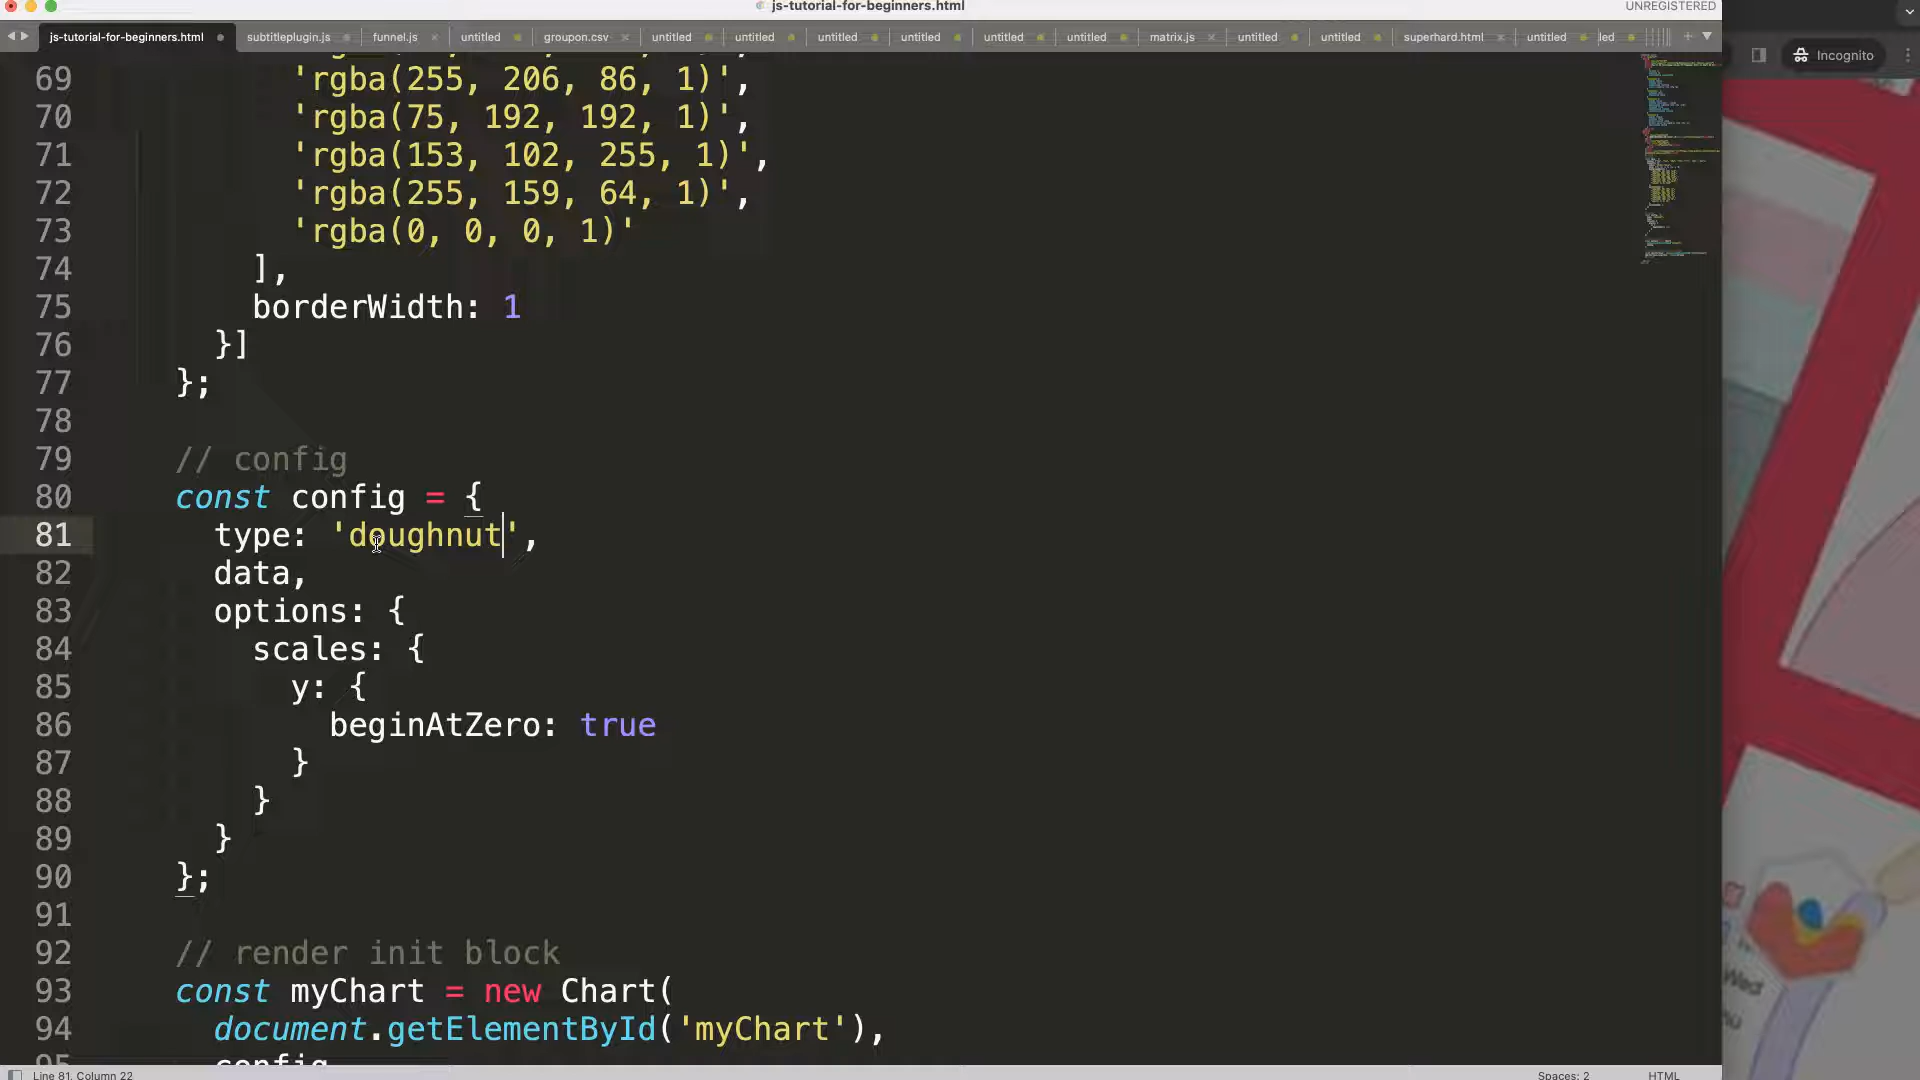 js-tutorial-for-beginners.html
UNREGISTERED
js-tutorial-for-beginners.html subtitleplugin.js funnel.js untitled groupon.csv untitled untitled untitled untitled untitled untitled matrix.js untitled untitled superhard.html untitled led
Incognito
69 'rgba(255, 206, 86, 1)',
70 'rgba(75, 192, 192, 1)',
71 'rgba(153, 102, 255, 1)',
72 'rgba(255, 159, 64, 1)',
73 'rgba(0, 0, 0, 1)'
74 ],
75 borderWidth: 1
76 }]
77 };
78
79 // config
80 const config = {
81 type: 'doughnut',
82 data,
83 options: {
84 scales: {
85 y: {
86 beginAtZero: true
87 }
88 }
89 }
90 };
91
92 // render init block
93 const myChart = new Chart(
94 document.getElementById('myChart'),
95 config
Wed
Line 81, Column 22
Spaces: 2
HTML